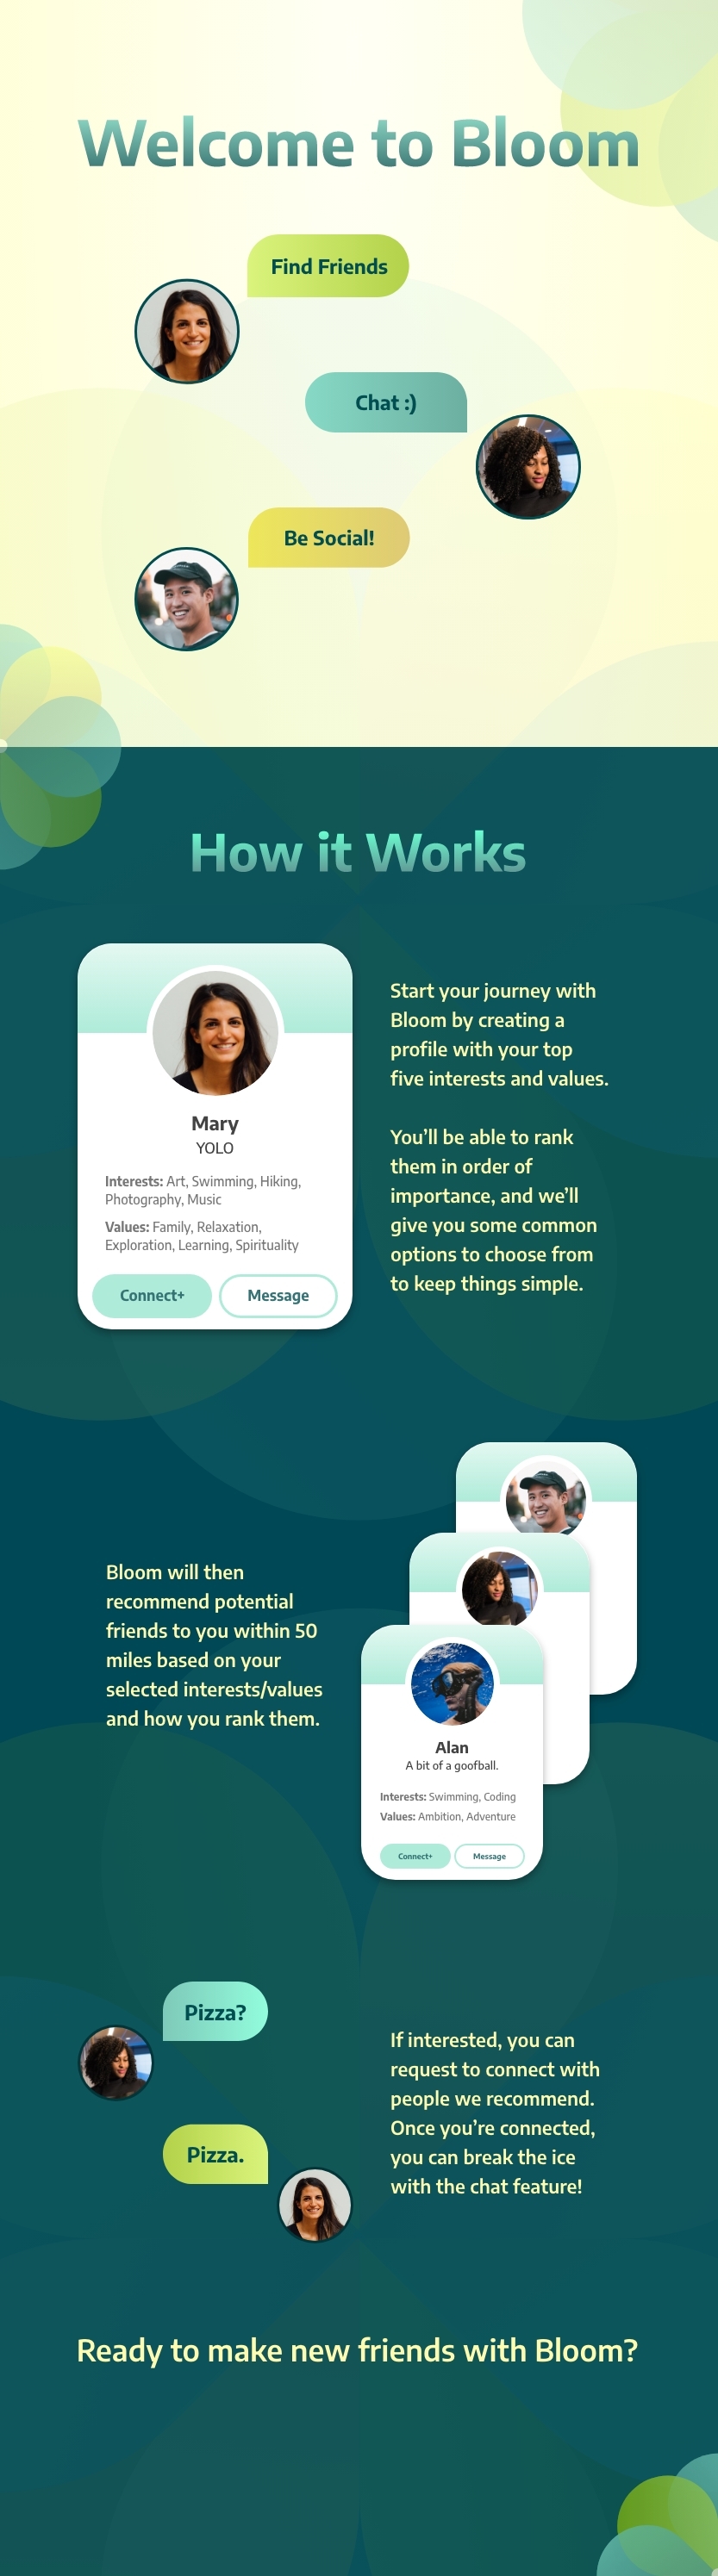 Welcome to Bloom
Find Friends
Chat :)
Be Social!
How it Works
Mary
YOLO
Interests: Art, Swimming, Hiking,
Photography, Music
Values: Family, Relaxation,
Exploration, Learning, Spirituality
Connect+
Message
Start your journey with
Bloom by creating a
profile with your top
five interests and values.
You’ll be able to rank
them in order of
importance, and we’ll
give you some common
options to choose from
to keep things simple.
Bloom will then
recommend potential
friends to you within 50
miles based on your
selected interests/values
and how you rank them.
Alan
A bit of a goofball.
Interests: Swimming, Coding
Values: Ambition, Adventure
Connect+
Message
Pizza?
Pizza.
If interested, you can
request to connect with
people we recommend.
Once you’re connected,
you can break the ice
with the chat feature!
Ready to make new friends with Bloom?